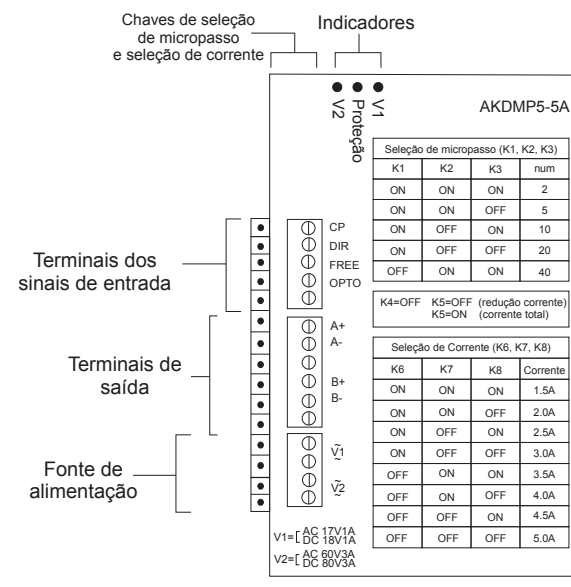 Chaves de seleção
de micropasso
e seleção de corrente
Indicadores
V2
Proteção
V1
AKDMP5-5A
Seleção de micropasso (K1, K2, K3)
K1 K2 K3 num
ON ON ON 2
ON ON OFF 5
ON OFF ON 10
ON OFF OFF 20
OFF ON ON 40
K4=OFF K5=OFF (redução corrente)
K5=ON (corrente total)
Seleção de Corrente (K6, K7, K8)
K6 K7 K8 Corrente
ON ON ON 1.5A
ON ON OFF 2.0A
ON OFF ON 2.5A
ON OFF OFF 3.0A
OFF ON ON 3.5A
OFF ON OFF 4.0A
OFF OFF ON 4.5A
OFF OFF OFF 5.0A
Terminais dos
sinais de entrada
CP
DIR
FREE
OPTO
Terminais de
saída
A+
A-
B+
B-
Fonte de
alimentação
~
V1
~
~
V2
~
V1=[ AC 17V1A
DC 18V1A
V2=[ AC 60V3A
DC 80V3A